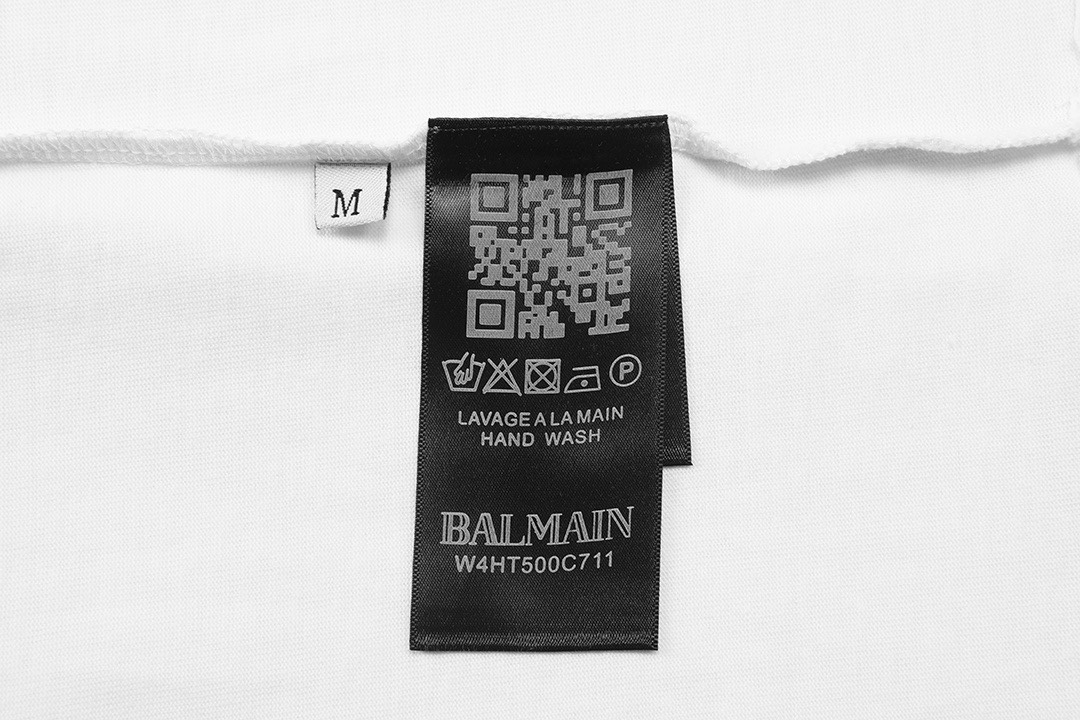 M
P
LAVAGE A LA MAIN
HAND WASH
BALMAIN
W4HT500C711